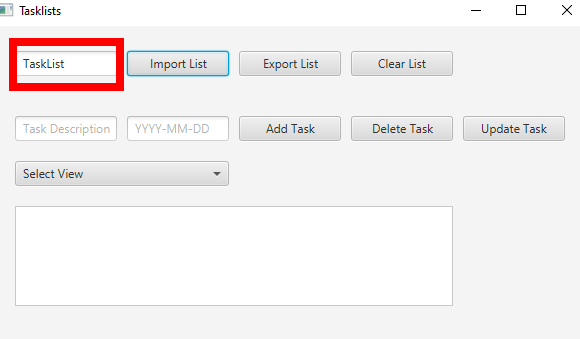 Tasklists
TaskList Import List Export List Clear List
Task Description YYYY-MM-DD Add Task Delete Task Update Task
Select View